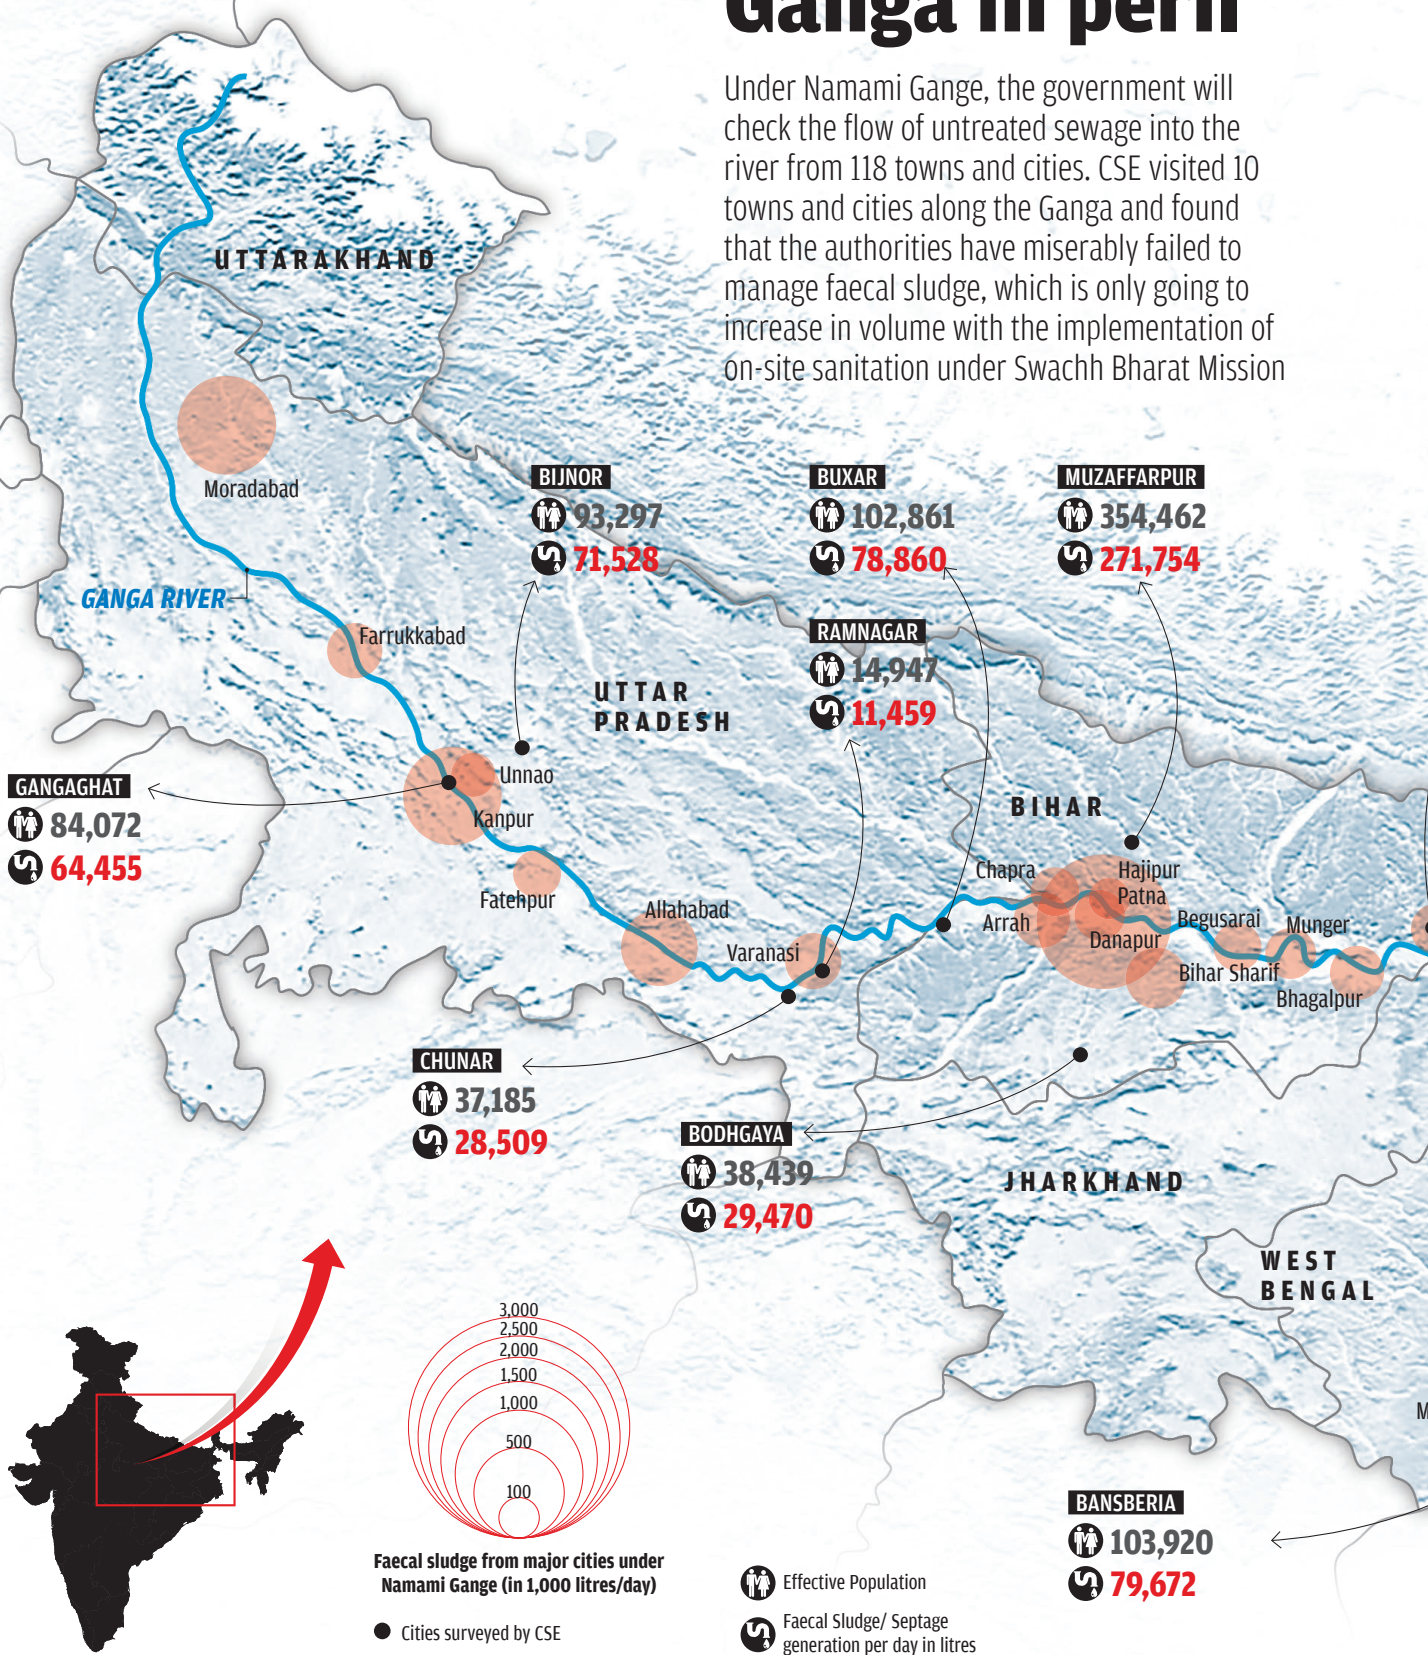 Ganga in peril
Under Namami Gange, the government will
check the flow of untreated sewage into the
river from 118 towns and cities. CSE visited 10
towns and cities along the Ganga and found
that the authorities have miserably failed to
manage faecal sludge, which is only going to
increase in volume with the implementation of
on-site sanitation under Swachh Bharat Mission
UTTARAKHAND
Moradabad
GANGA RIVER
Farrukkabad
BIJNOR
93,297
71,528
BUXAR
102,861
78,860
MUZAFFARPUR
354,462
271,754
RAMNAGAR
14,947
11,459
UTTAR
PRADESH
GANGAGHAT
84,072
64,455
Unnao
Kanpur
Fatehpur
Allahabad
Varanasi
BIHAR
Chapra
Hajipur
Patna
Arrah
Danapur
Begusarai
Munger
Bihar Sharif
Bhagalpur
CHUNAR
37,185
28,509
BODHGAYA
38,439
29,470
JHARKHAND
WEST
BENGAL
M
3,000
2,500
2,000
1,500
1,000
500
100
Faecal sludge from major cities under
Namami Gange (in 1,000 litres/day)
Cities surveyed by CSE
Effective Population
Faecal Sludge/ Septage
generation per day in litres
BANSBERIA
103,920
79,672